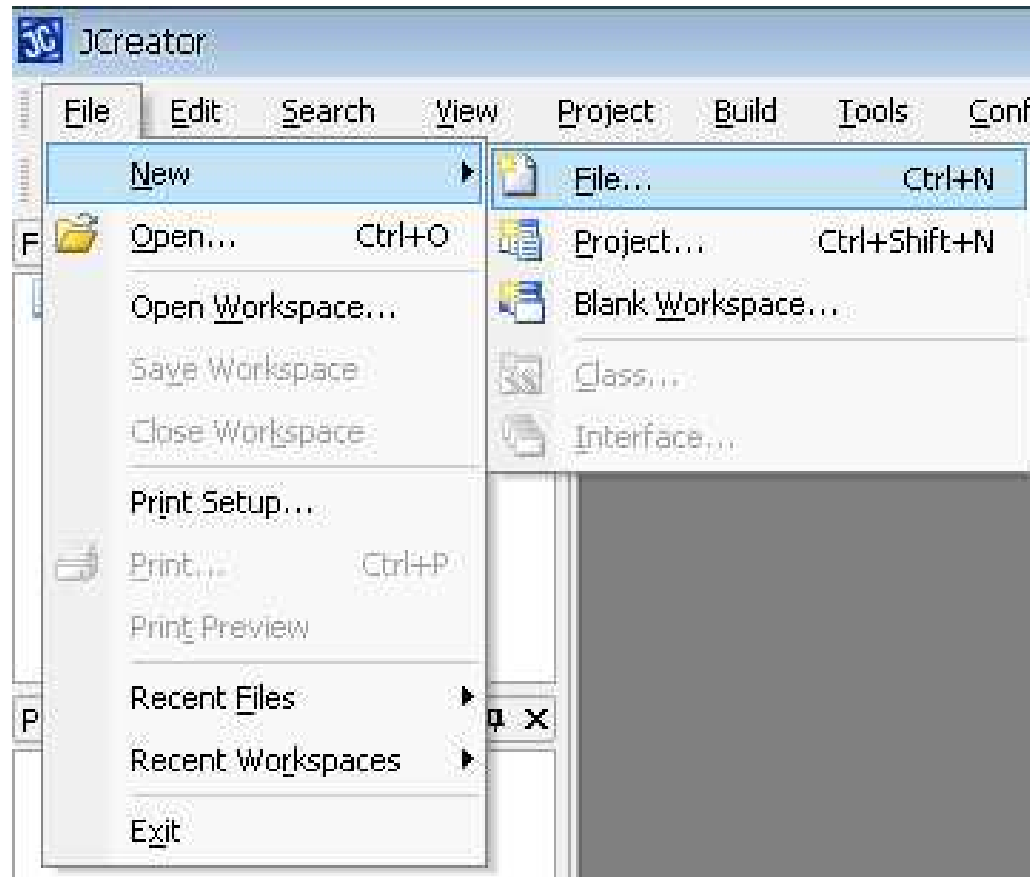 JCreator
File Edit Search View Project Build Tools Conf
New
Open... Ctrl+O
Open Workspace...
Save Workspace
Close Workspace
Print Setup...
Print... Ctrl+P
Print Preview
Recent Files
Recent Workspaces
Exit
File... Ctrl+N
Project... Ctrl+Shift+N
Blank Workspace...
Class...
Interface...
F
P